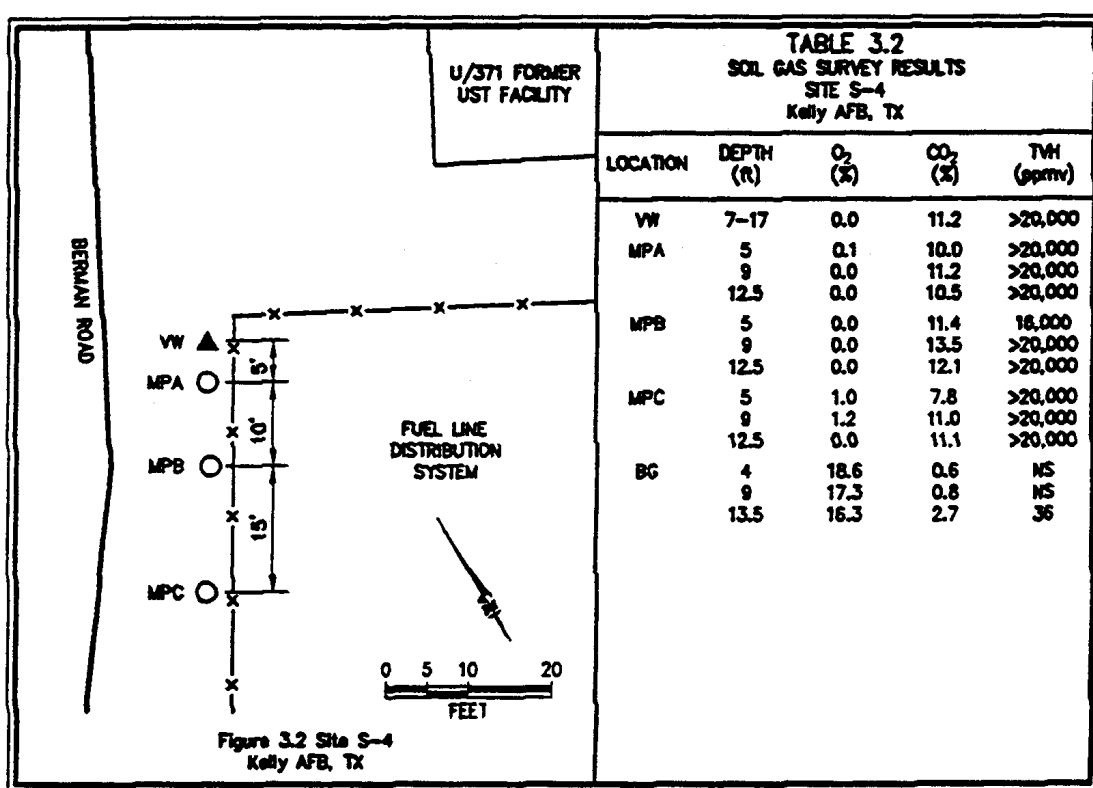 U/371 FORMER
UST FACILITY
BERMAN ROAD
VW
5'
MPA
10'
MPB
15'
MPC
FUEL LINE
DISTRIBUTION
SYSTEM
0 5 10 20
FEET
Figure 3.2 Site S-4
Kelly AFB, TX
TABLE 3.2
SOIL GAS SURVEY RESULTS
SITE S-4
Kelly AFB, TX
LOCATION DEPTH (ft) O2 (%) CO2 (%) TVH (ppmv)
VW 7-17 0.0 11.2 >20,000
MPA 5 0.1 10.0 >20,000
9 0.0 11.2 >20,000
12.5 0.0 10.5 >20,000
MPB 5 0.0 11.4 16,000
9 0.0 13.5 >20,000
12.5 0.0 12.1 >20,000
MPC 5 1.0 7.8 >20,000
9 1.2 11.0 >20,000
12.5 0.0 11.1 >20,000
BG 4 18.6 0.6 NS
9 17.3 0.8 NS
13.5 16.3 2.7 36